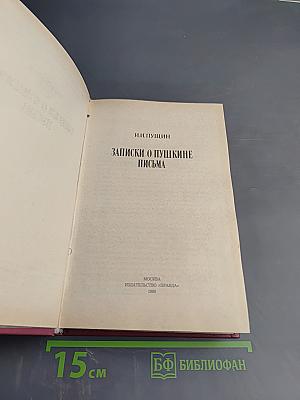 И.И.ПУЩИН
ЗАПИСКИ О ПУШКИНЕ
ПИСЬМА
МОСКВА
ИЗДАТЕЛЬСТВО «ПРАВДА»
15 см
БФ БИБЛИОФАН